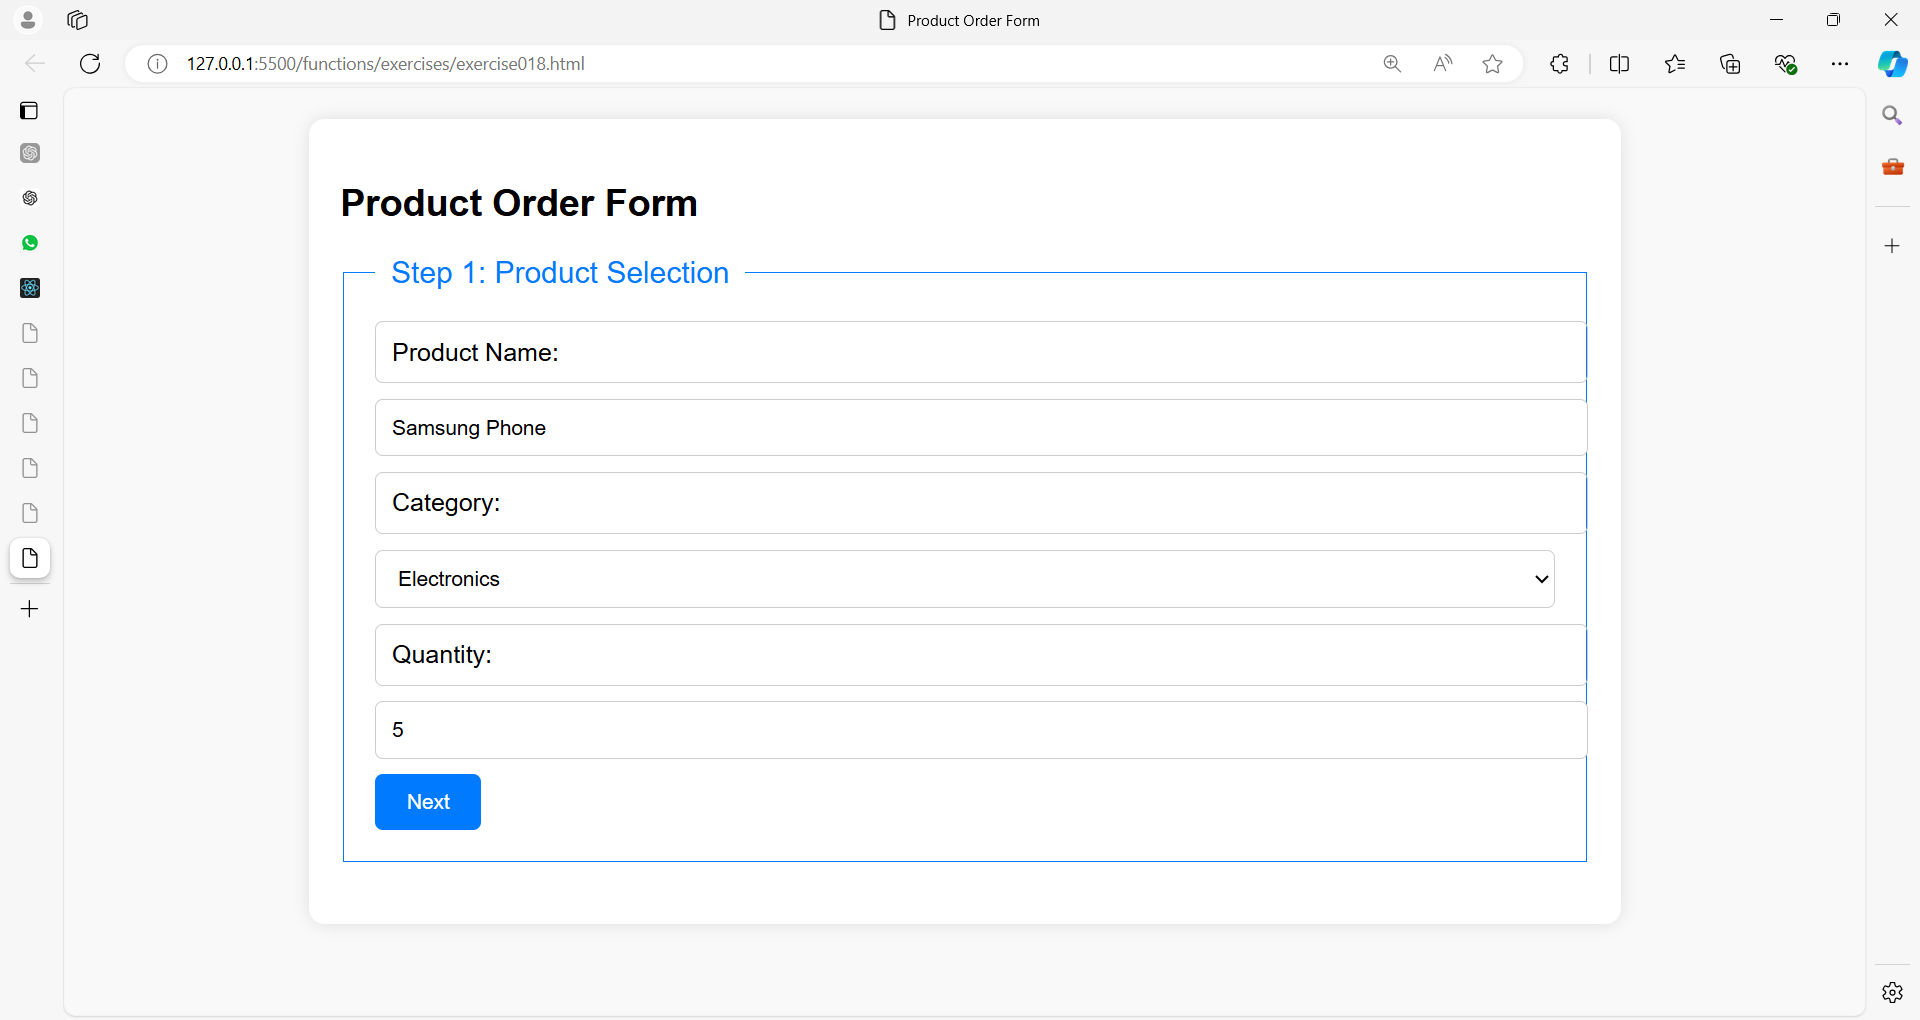 Product Order Form
127.0.0.1:5500/functions/exercises/exercise018.html
Product Order Form
Step 1: Product Selection
Product Name:
Samsung Phone
Category:
Electronics
Quantity:
5
Next